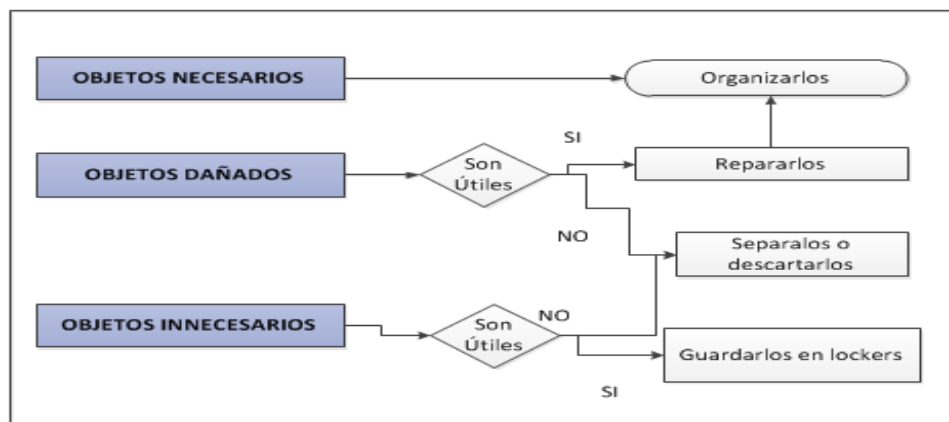 OBJETOS NECESARIOS
Organizarlos
SI
OBJETOS DAÑADOS
Son
Útiles
Repararlos
NO
Separalos o
descartarlos
OBJETOS INNECESARIOS
Son
Útiles
NO
Guardarlos en lockers
SI